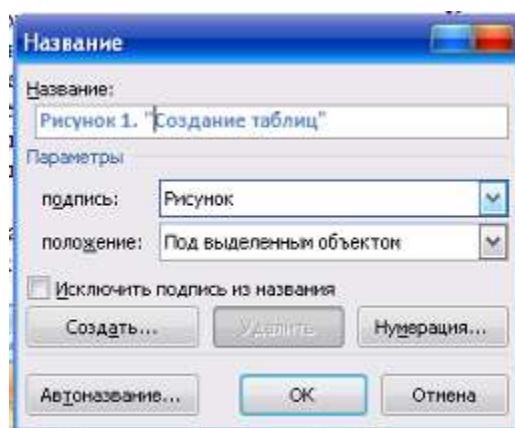 Название
Название:
Рисунок 1. "Создание таблиц"
Параметры
подпись: Рисунок
положение: Под выделенным объектом
Исключить подпись из названия
Создать... Удалить Нумерация...
Автоназвание... ОК Отмена